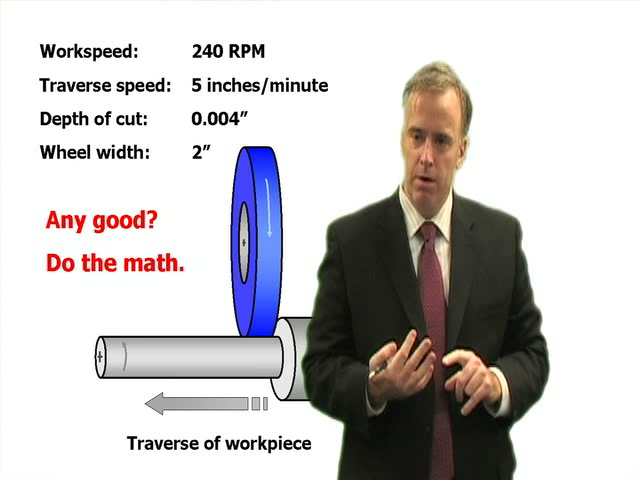 Workspeed: 240 RPM
Traverse speed: 5 inches/minute
Depth of cut: 0.004”
Wheel width: 2”
Any good?
Do the math.
Traverse of workpiece